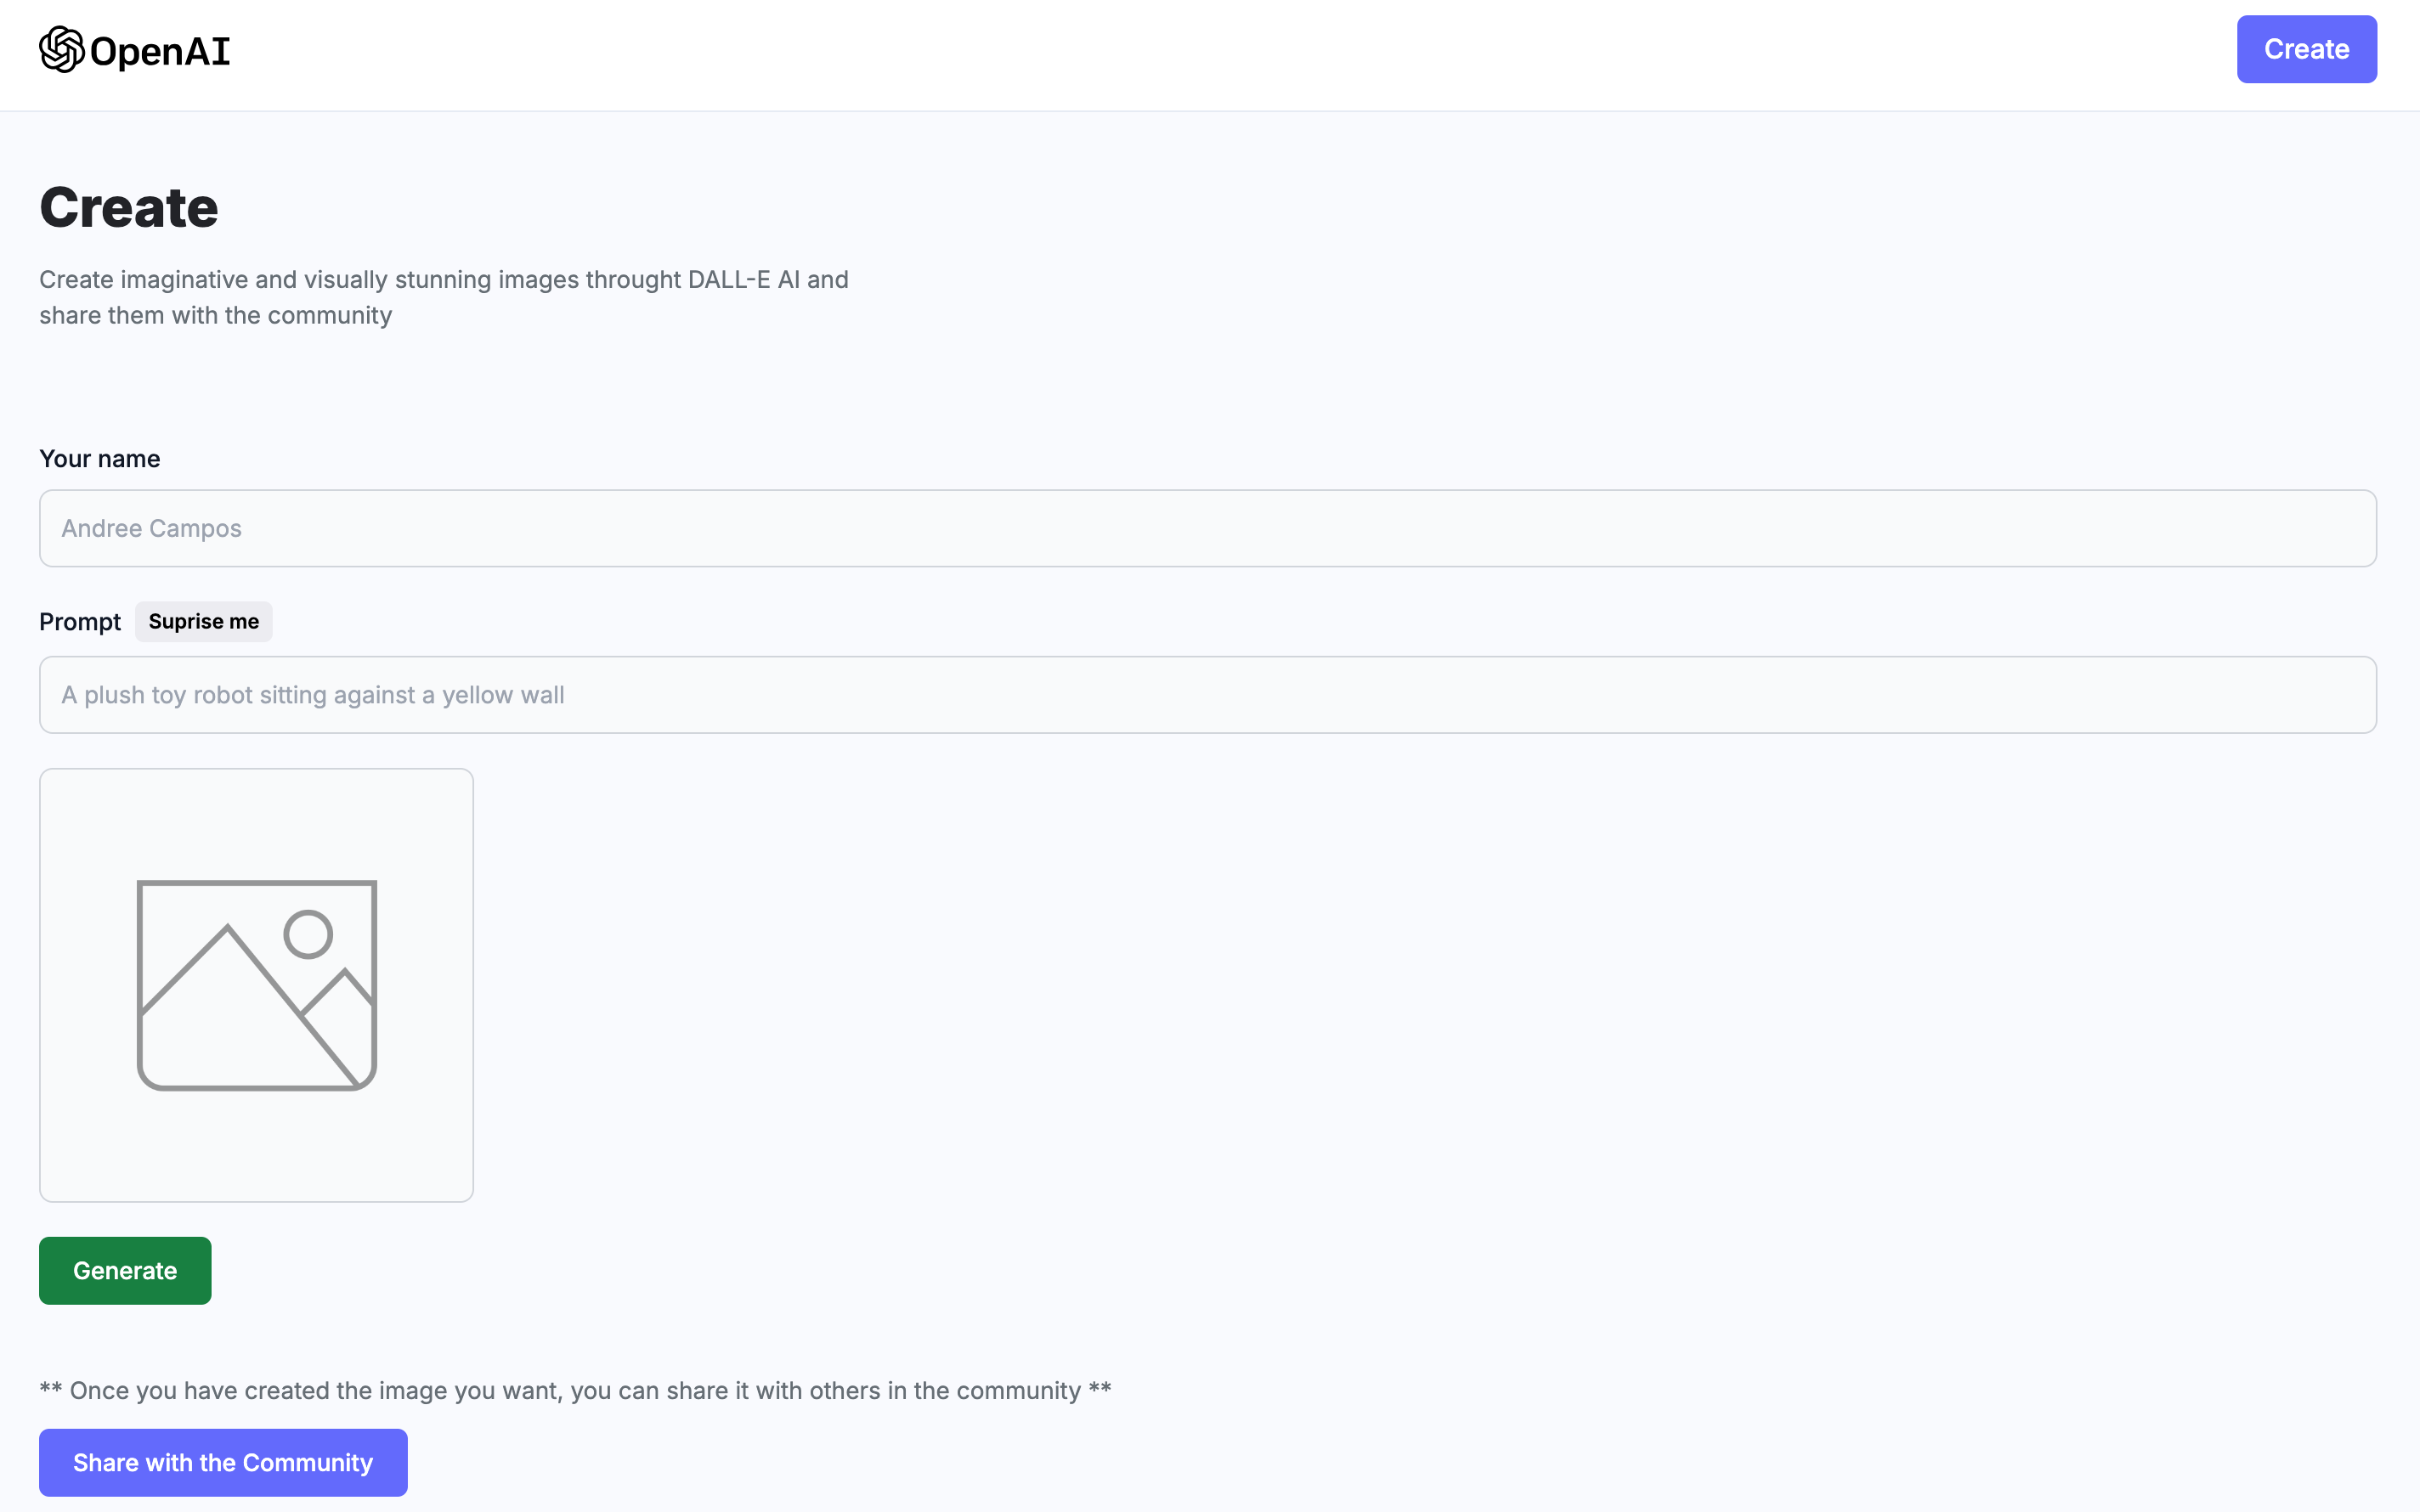 OpenAI
Create
Create
Create imaginative and visually stunning images throught DALL-E AI and
share them with the community
Your name
Andree Campos
Prompt
Suprise me
A plush toy robot sitting against a yellow wall
Generate
** Once you have created the image you want, you can share it with others in the community **
Share with the Community